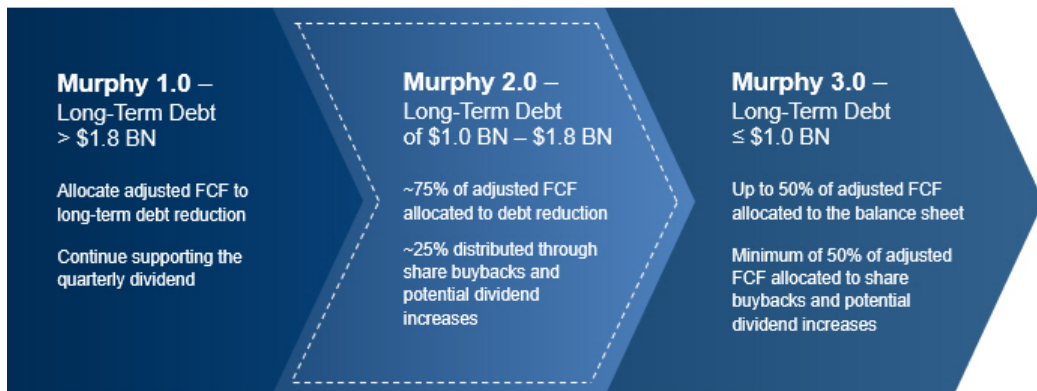 Murphy 1.0 –
Long-Term Debt
> $1.8 BN
Allocate adjusted FCF to
long-term debt reduction
Continue supporting the
quarterly dividend
Murphy 2.0 –
Long-Term Debt
of $1.0 BN – $1.8 BN
~75% of adjusted FCF
allocated to debt reduction
~25% distributed through
share buybacks and
potential dividend
increases
Murphy 3.0 –
Long-Term Debt
≤ $1.0 BN
Up to 50% of adjusted FCF
allocated to the balance sheet
Minimum of 50% of adjusted
FCF allocated to share
buybacks and potential
dividend increases